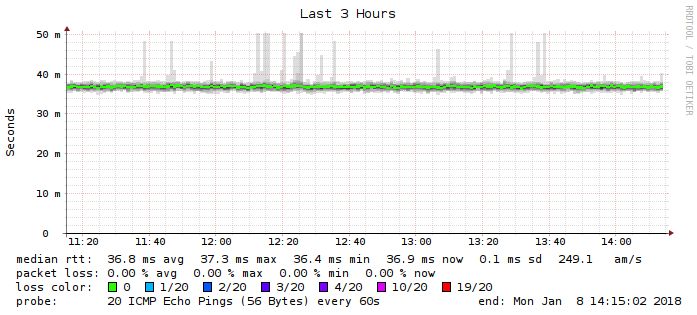 Last 3 Hours
RRDTOOL / TOBI OETIKER
Seconds
50 m
40 m
30 m
20 m
10 m
0
11:20 11:40 12:00 12:20 12:40 13:00 13:20 13:40 14:00
median rtt: 36.8 ms avg 37.3 ms max 36.4 ms min 36.9 ms now 0.1 ms sd 249.1 am/s
packet loss: 0.00 % avg 0.00 % max 0.00 % min 0.00 % now
loss color: 0 1/20 2/20 3/20 4/20 10/20 19/20
probe: 20 ICMP Echo Pings (56 Bytes) every 60s end: Mon Jan 8 14:15:02 2018